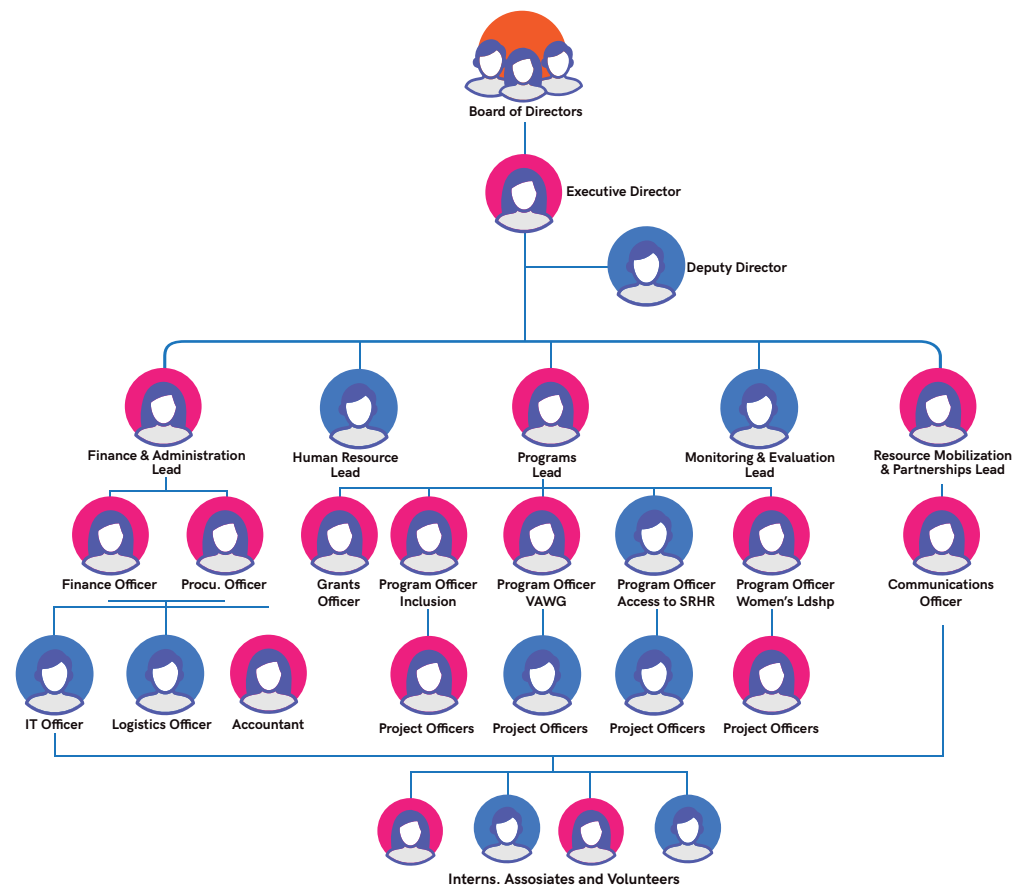 Board of Directors
Executive Director
Deputy Director
Finance & Administration
Lead
Human Resource
Lead
Programs
Lead
Monitoring & Evaluation
Lead
Resource Mobilization
& Partnerships Lead
Finance Officer
Procu. Officer
Grants
Officer
Program Officer
Inclusion
Program Officer
VAWG
Program Officer
Access to SRHR
Program Officer
Women's Ldshp
Communications
Officer
IT Officer
Logistics Officer
Accountant
Project Officers
Project Officers
Project Officers
Project Officers
Interns. Assosiates and Volunteers